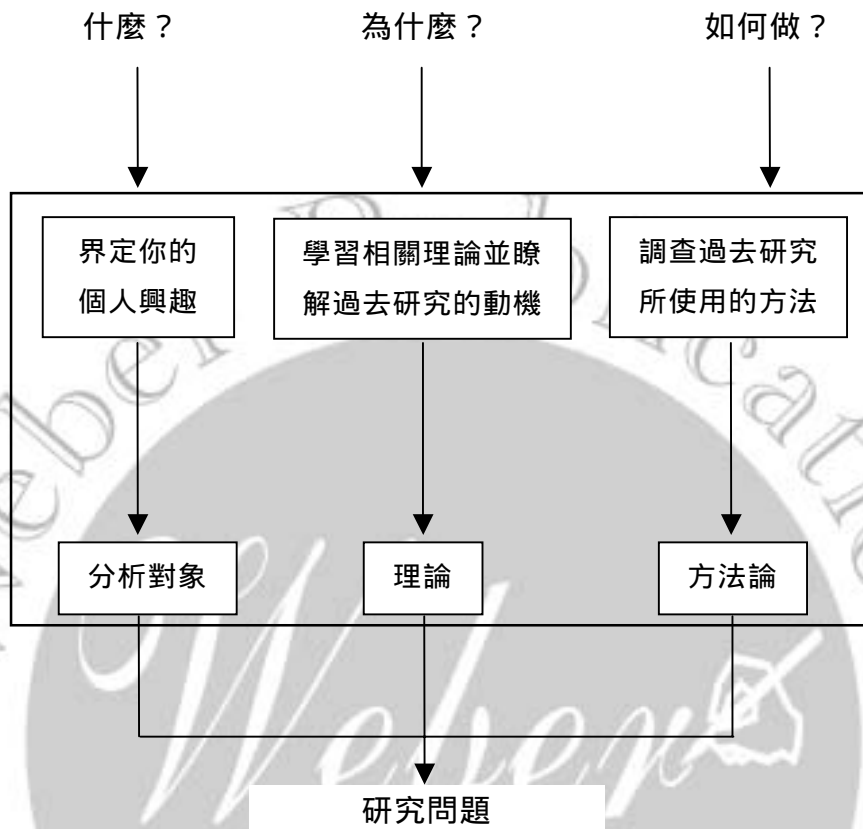 什麼？ 為什麼？ 如何做？
界定你的
個人興趣
學習相關理論並瞭
解過去研究的動機
調查過去研究
所使用的方法
分析對象 理論 方法論
研究問題
Weber